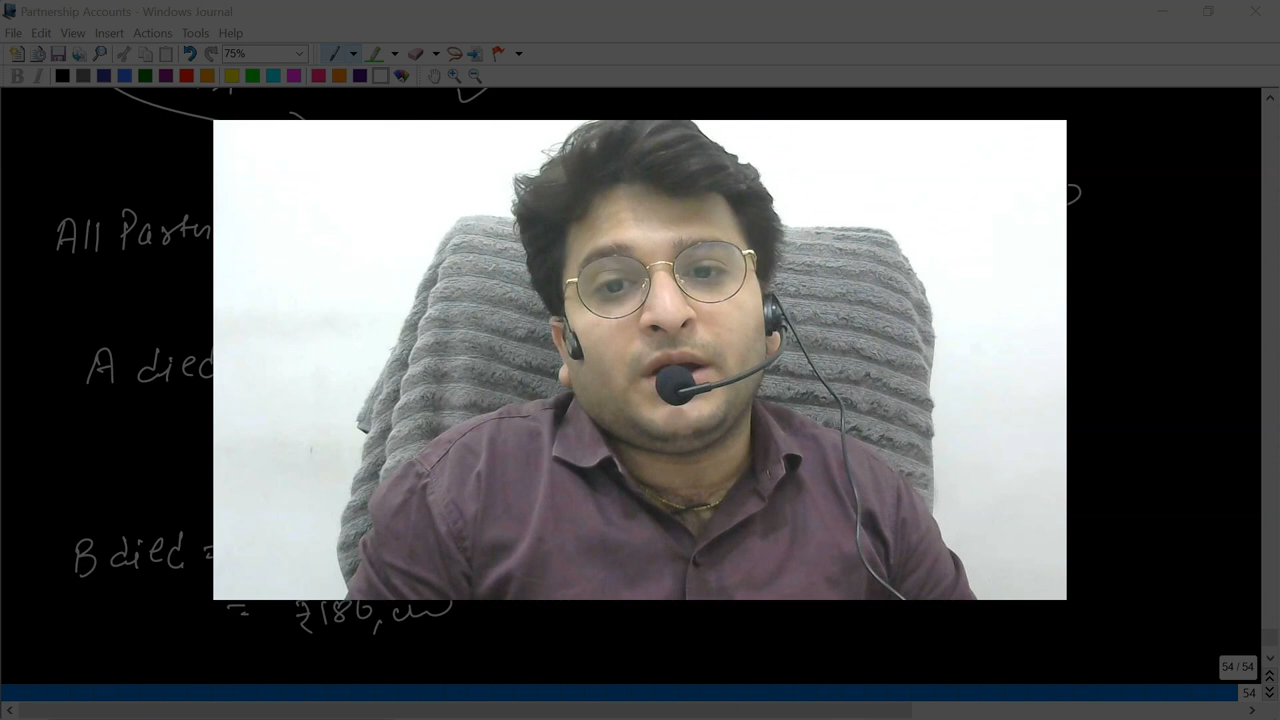 Partnership Accounts - Windows Journal
File Edit View Insert Actions Tools Help
75%
B I
All Partn
A died
B died =
= ₹180,
54 / 54
54